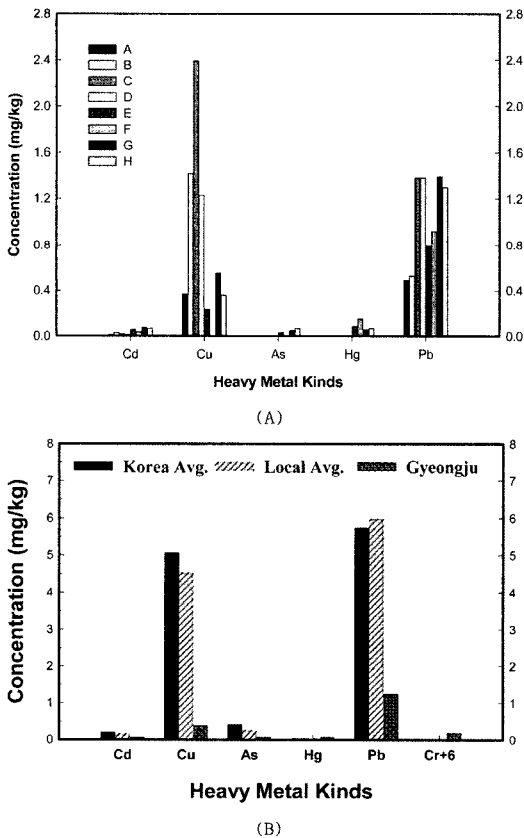 2.8 2.8
A
B
2.4 2.4
C
D
2.0 2.0
E
F
G
1.6 1.6
H
1.2 1.2
0.8 0.8
0.4 0.4
0.0 0.0
Concentration (mg/kg)
Cd Cu As Hg Pb
Heavy Metal Kinds
(A)
8 8
Korea Avg. Local Avg. Gyeongju
7 7
6 6
5 5
4 4
3 3
2 2
1 1
0 0
Concentration (mg/kg)
Cd Cu As Hg Pb Cr+6
Heavy Metal Kinds
(B)